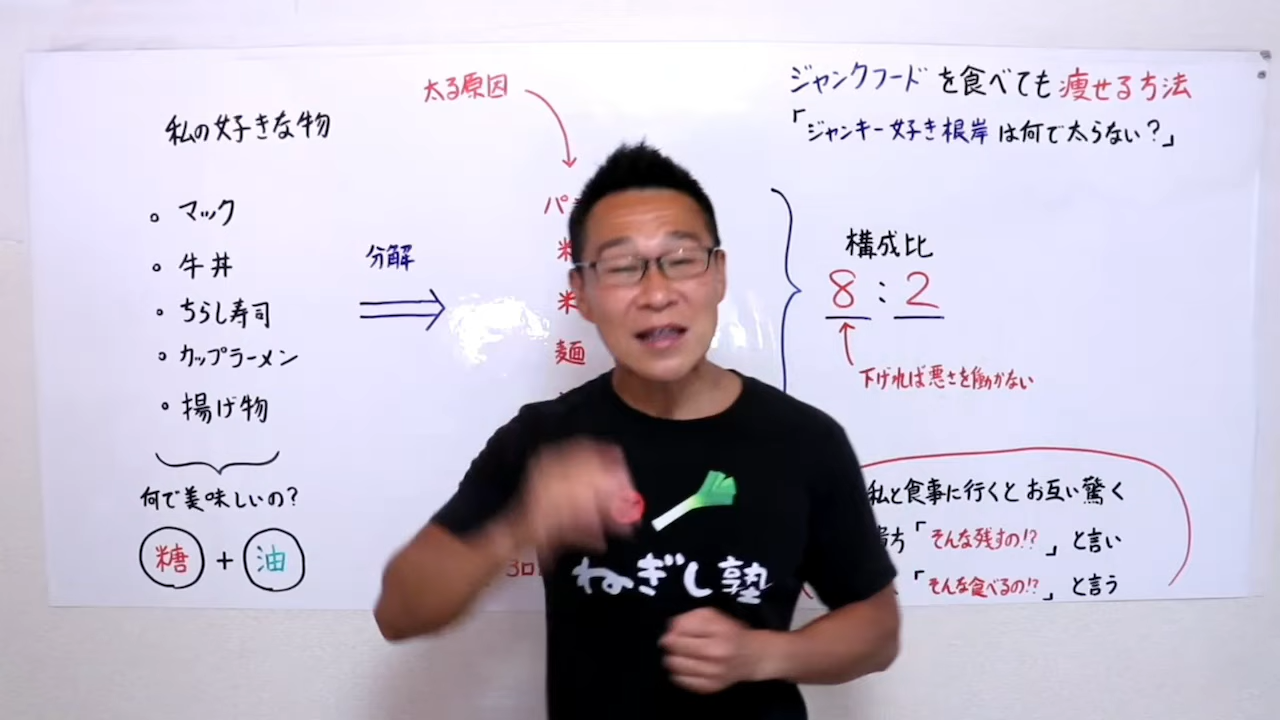 太る原因
私の好きな物
マック
牛丼
ちらし寿司
カップラーメン
揚げ物
何で美味しいの?
糖 + 油
分解
麺
ジャンクフードを食べても痩せる方法
「ジャンキー好き根岸は何で太らない?」
構成比
8:2
下げれば悪さを働かない
私と食事に行くとお互い驚く
「そんな残すの!?」と言い
「そんな食べるの!?」と言う
ねぎし塾